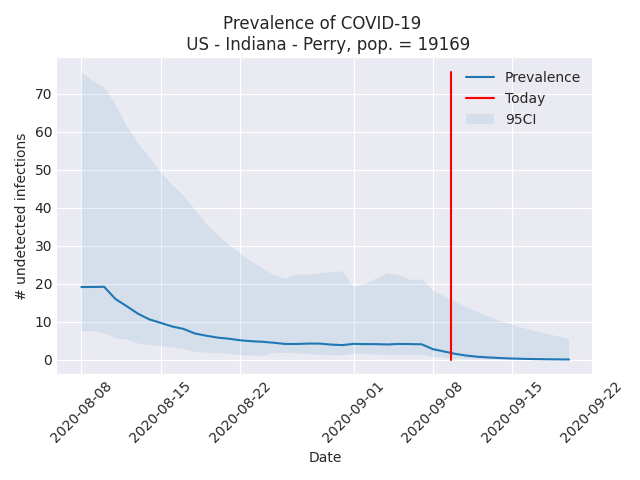 Prevalence of COVID-19
US - Indiana - Perry, pop. = 19169
Prevalence
Today
95CI
# undetected infections
70
60
50
40
30
20
10
0
2020-08-08
2020-08-15
2020-08-22
2020-09-01
2020-09-08
2020-09-15
2020-09-22
Date